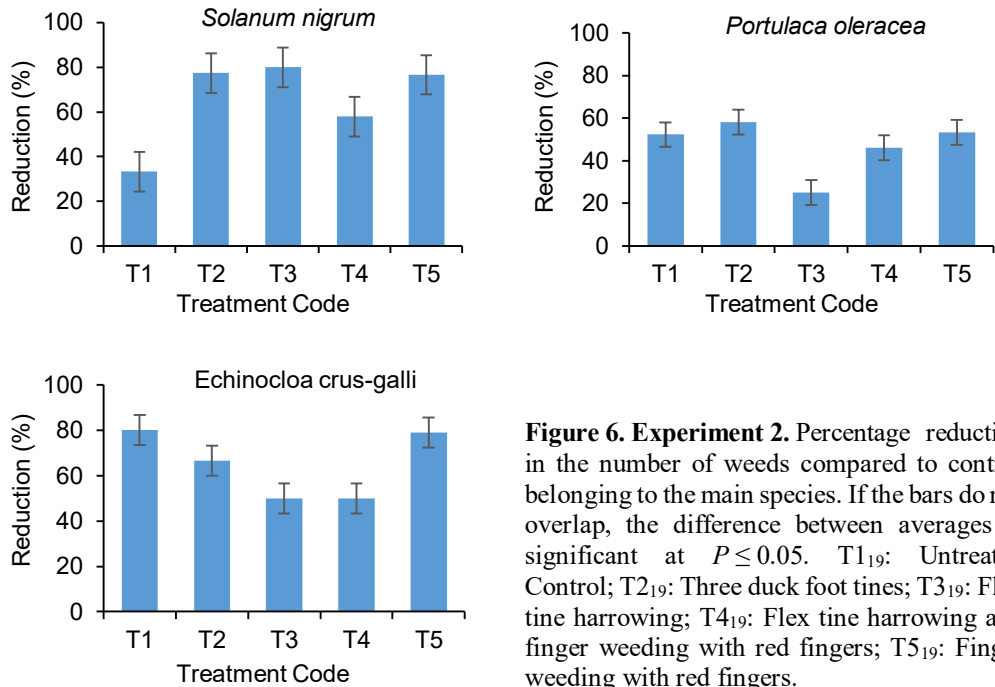 Solanum nigrum
100
80
60
40
20
0
Reduction (%)
T1 T2 T3 T4 T5
Treatment Code
Portulaca oleracea
100
80
60
40
20
0
Reduction (%)
T1 T2 T3 T4 T5
Treatment Code
Echinocloa crus-galli
100
80
60
40
20
0
Reduction (%)
T1 T2 T3 T4 T5
Treatment Code
Figure 6. Experiment 2. Percentage
in the number of weeds compared to
belonging to the main species. If the bars do
overlap, the difference between averages
significant at P ≤ 0.05. T1₁₉:
Control; T2₁₉: Three duck foot tines; T3₁₉:
tine harrowing; T4₁₉: Flex tine harrowing
finger weeding with red fingers; T5₁₉:
weeding with red fingers.